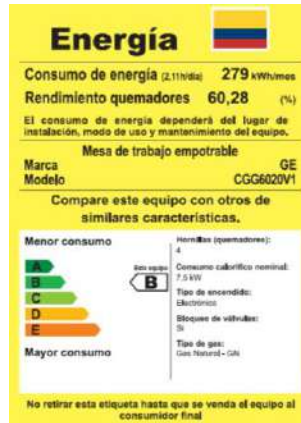 Energía
Consumo de energía (2,11h/dia) 279 kWh/mes
Rendimiento quemadores 60,28 (%)
El consumo de energía dependerá del lugar de
instalación, modo de uso y mantenimiento del equipo.
Mesa de trabajo empotrable
Marca GE
Modelo CGG6020V1
Compare este equipo con otros de
similares características.
Menor consumo
A
B
C
D
E
Mayor consumo
Este equipo
B
Hornillas (quemadores):
4
Consumo calorífico nominal:
7,5 kW
Tipo de encendido:
Electrónico
Bloqueo de válvulas:
Si
Tipo de gas:
Gas Natural - GN
No retirar esta etiqueta hasta que se venda el equipo al
consumidor final